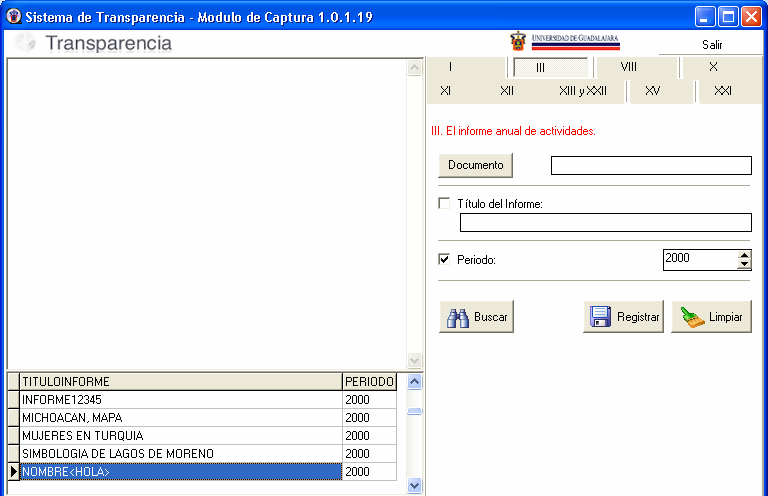 Sistema de Transparencia - Modulo de Captura 1.0.1.19
Transparencia
UNIVERSIDAD DE GUADALAJARA
Salir
I III VIII X
XI XII XIII y XXII XV XXI
III. El informe anual de actividades.
Documento
Título del Informe:
Periodo: 2000
Buscar Registrar Limpiar
TITULOINFORME PERIODO
INFORME12345 2000
MICHOACAN, MAPA 2000
MUJERES EN TURQUIA 2000
SIMBOLOGIA DE LAGOS DE MORENO 2000
NOMBRE<HOLA> 2000